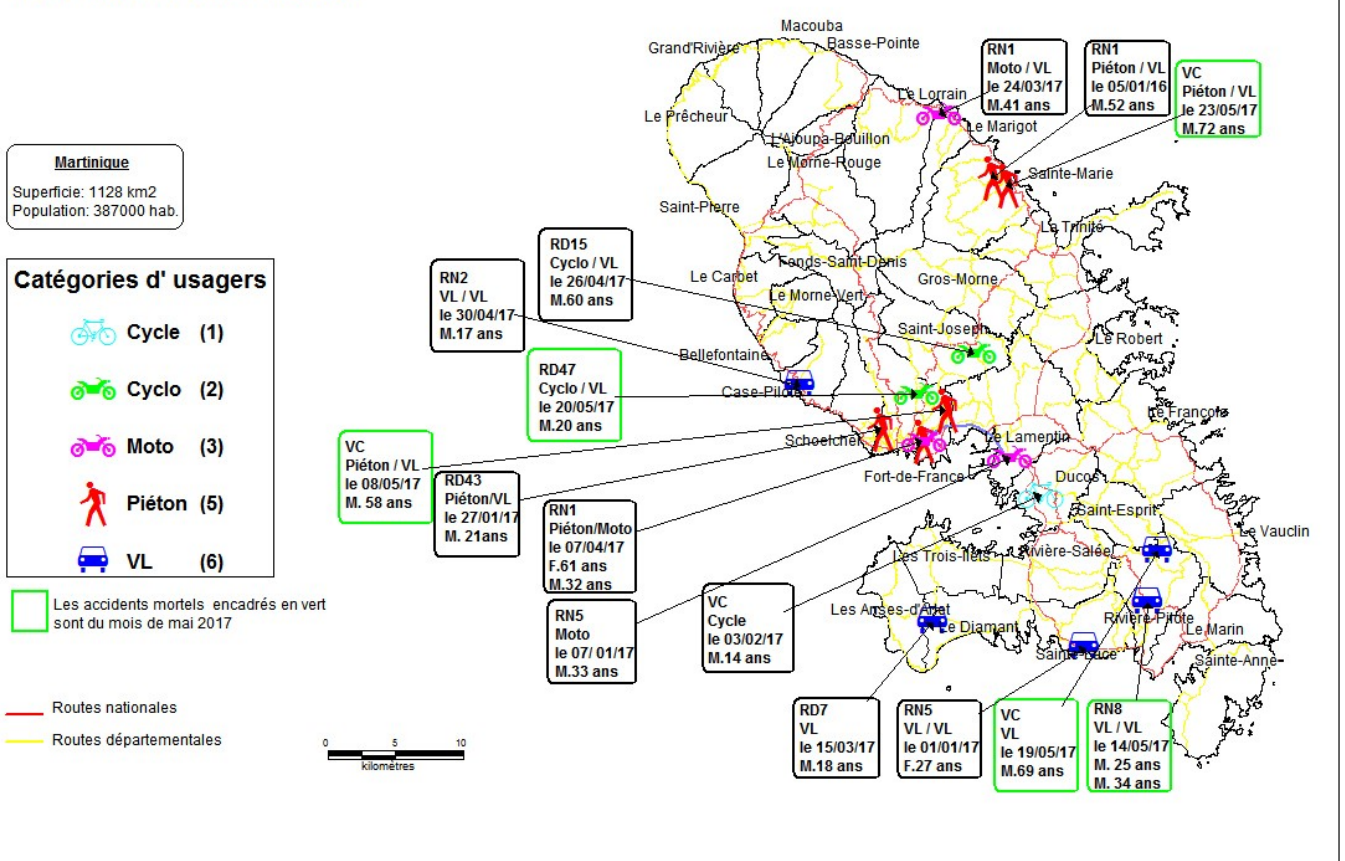 Martinique
Superficie: 1128 km2
Population: 387000 hab.
Catégories d' usagers
Cycle (1)
Cyclo (2)
Moto (3)
Piéton (5)
VL (6)
Les accidents mortels encadrés en vert
sont du mois de mai 2017
Routes nationales
Routes départementales
0 5 10
kilomètres
Macouba
Grand'Rivière
Basse-Pointe
Le Lorrain
Le Prêcheur
Le Marigot
L'Ajoupa-Bouillon
Le Morne-Rouge
Sainte-Marie
Saint-Pierre
La Trinité
Fonds-Saint-Denis
Le Carbet
Gros-Morne
Le Morne-Vert
Saint-Joseph
Le Robert
Bellefontaine
Case-Pilote
Le François
Schoelcher
Le Lamentin
Fort-de-France
Ducos
Saint-Esprit
Le Vauclin
Les Trois-Ilets
Rivière-Salée
Les Anses-d'Arlet
Rivière-Pilote
Le Diamant
Le Marin
Sainte-Luce
Sainte-Anne
RN1
Moto / VL
le 24/03/17
M.41 ans
RN1
Piéton / VL
le 05/01/16
M.52 ans
VC
Piéton / VL
le 23/05/17
M.72 ans
RD15
Cyclo / VL
le 26/04/17
M.60 ans
RN2
VL / VL
le 30/04/17
M.17 ans
RD47
Cyclo / VL
le 20/05/17
M.20 ans
VC
Piéton / VL
le 08/05/17
M. 58 ans
RD43
Piéton/VL
le 27/01/17
M. 21ans
RN1
Piéton/Moto
le 07/04/17
F.61 ans
M.32 ans
RN5
Moto
le 07/ 01/17
M.33 ans
VC
Cycle
le 03/02/17
M.14 ans
RD7
VL
le 15/03/17
M.18 ans
RN5
VL / VL
le 01/01/17
F.27 ans
VC
VL
le 19/05/17
M.69 ans
RN8
VL / VL
le 14/05/17
M. 25 ans
M. 34 ans